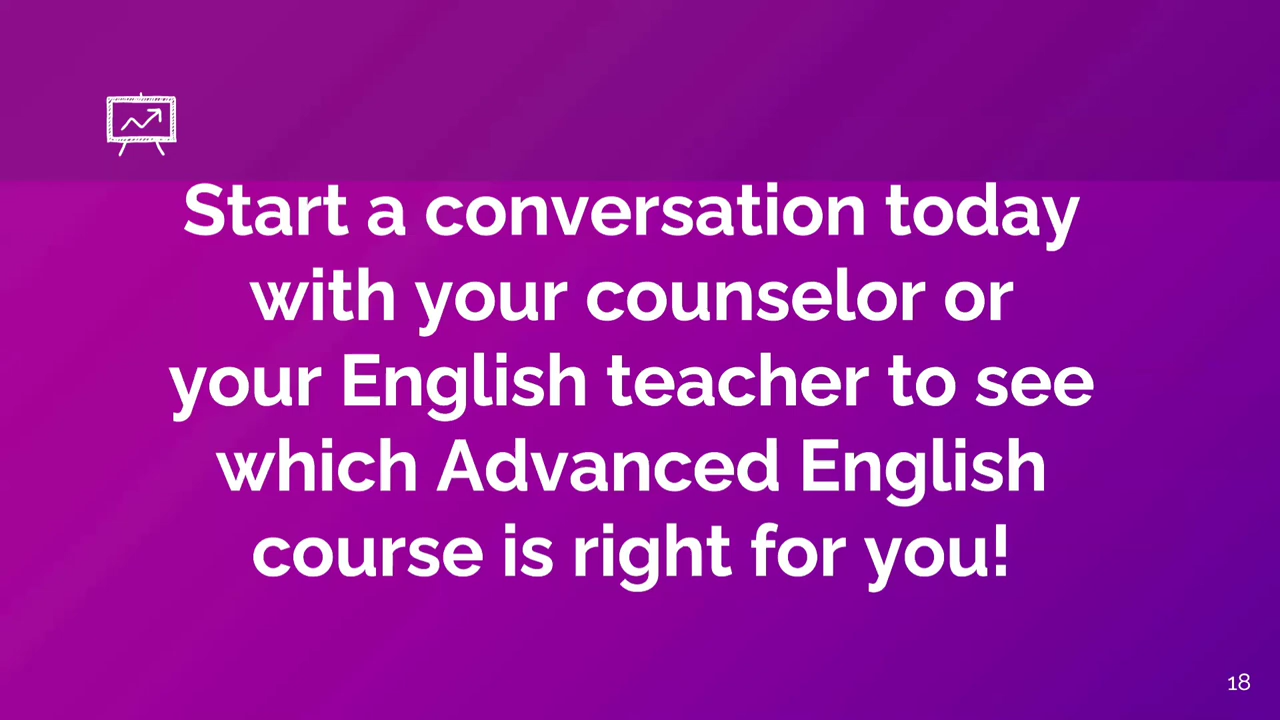 Start a conversation today
with your counselor or
your English teacher to see
which Advanced English
course is right for you!
18